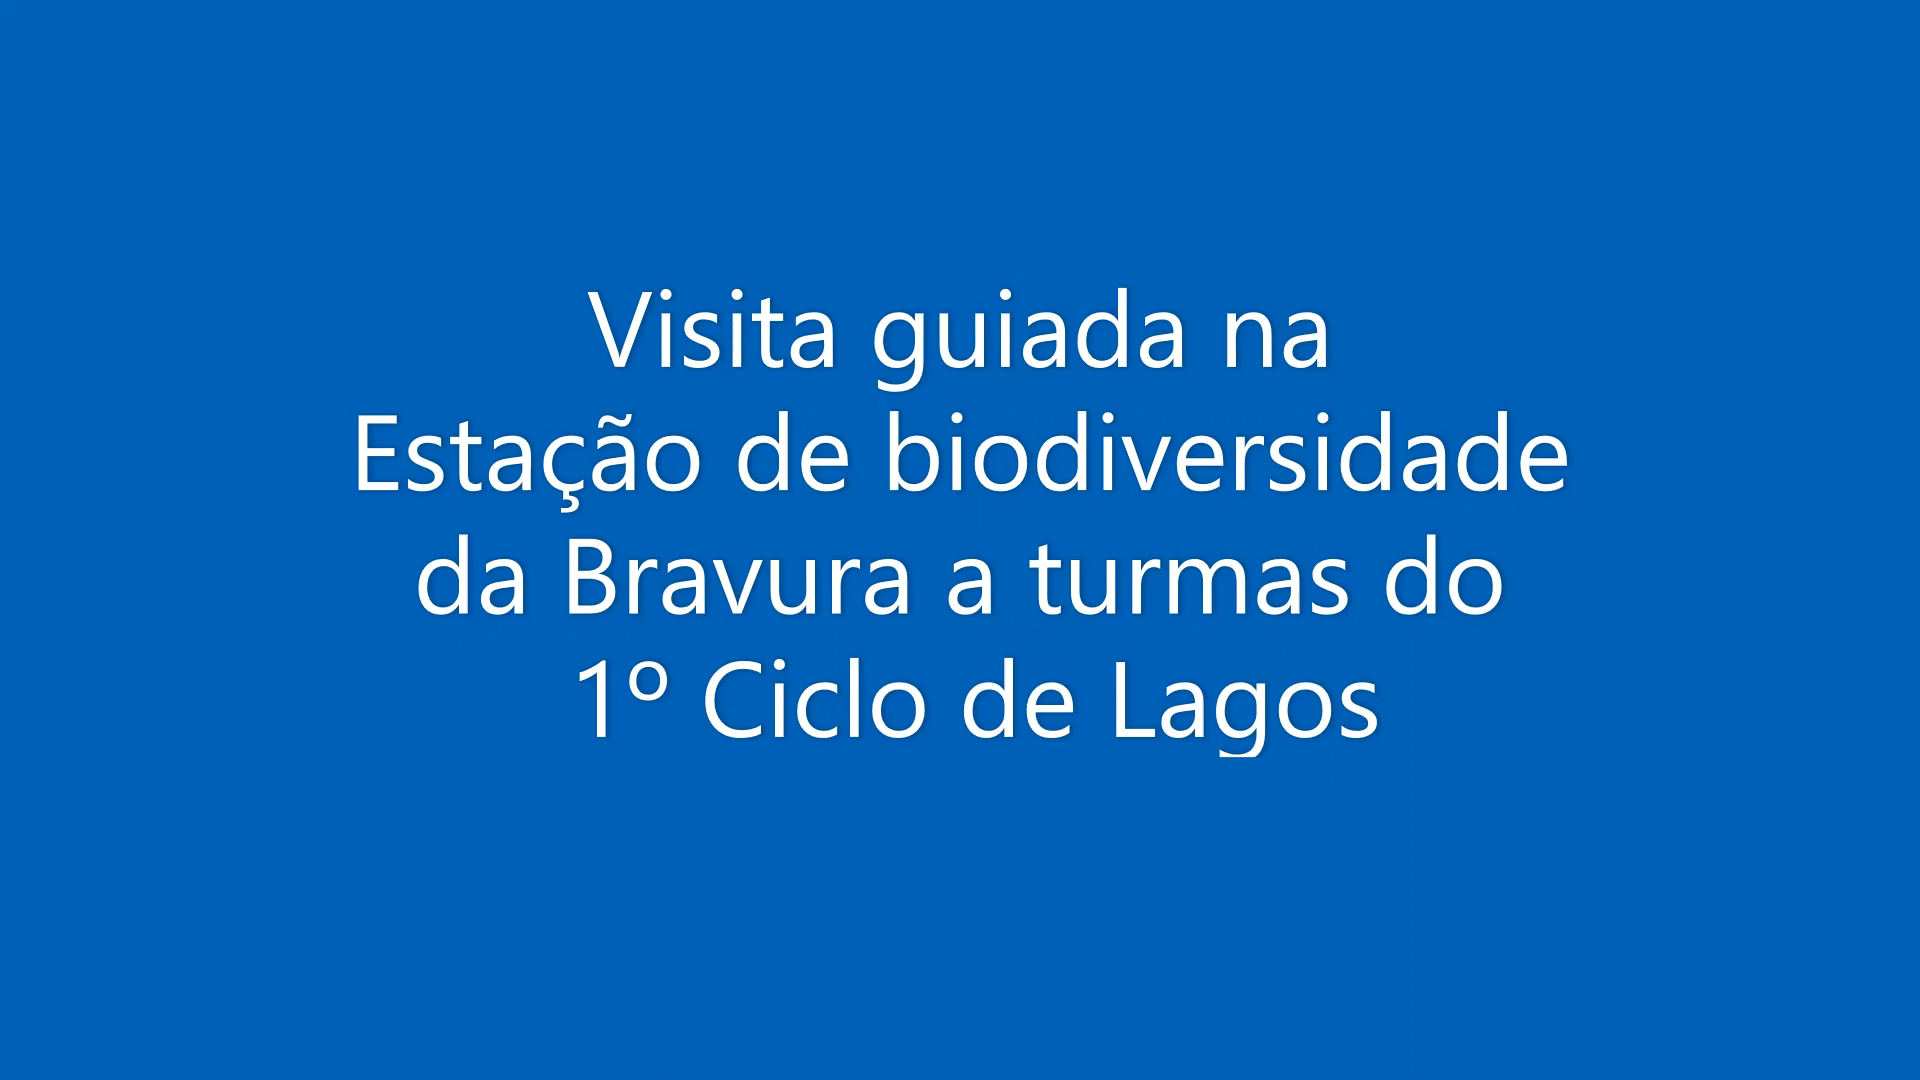 Visita guiada na
Estação de biodiversidade
da Bravura a turmas do
1º Ciclo de Lagos